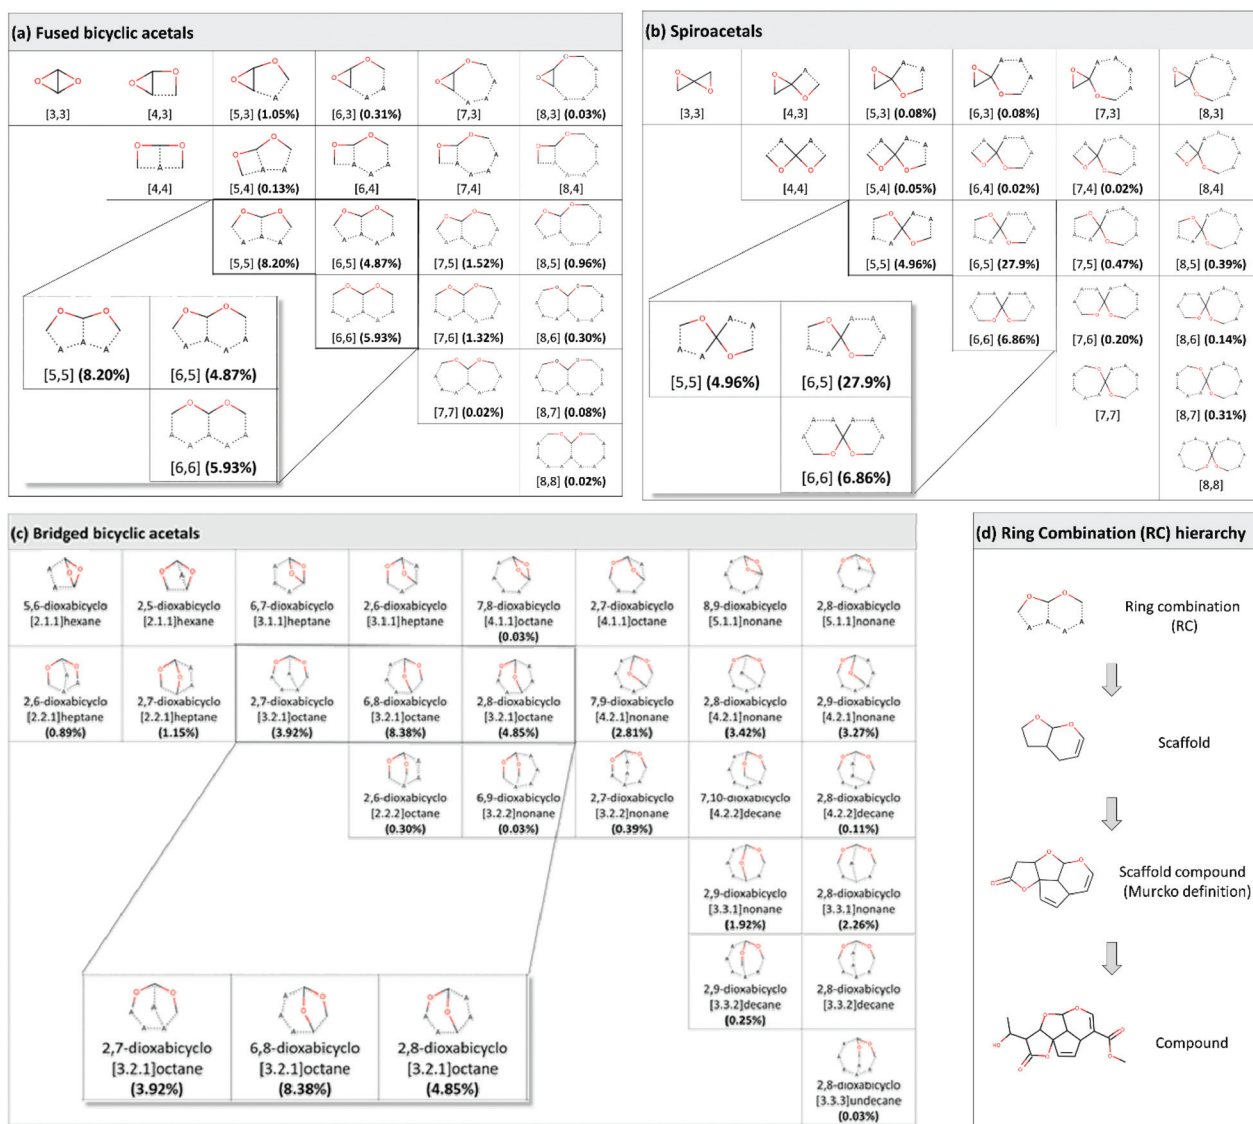 (a) Fused bicyclic acetals
[3,3]
[4,3]
[5,3] (1.05%)
[6,3] (0.31%)
[7,3]
[8,3] (0.03%)
[4,4]
[5,4] (0.13%)
[6,4]
[7,4]
[8,4]
[5,5] (8.20%)
[6,5] (4.87%)
[7,5] (1.52%)
[8,5] (0.96%)
[6,6] (5.93%)
[7,6] (1.32%)
[8,6] (0.30%)
[5,5] (8.20%)
[6,5] (4.87%)
[7,7] (0.02%)
[8,7] (0.08%)
[6,6] (5.93%)
[8,8] (0.02%)
(b) Spiroacetals
[3,3]
[4,3]
[5,3] (0.08%)
[6,3] (0.08%)
[7,3]
[8,3]
[4,4]
[5,4] (0.05%)
[6,4] (0.02%)
[7,4] (0.02%)
[8,4]
[5,5] (4.96%)
[6,5] (27.9%)
[7,5] (0.47%)
[8,5] (0.39%)
[6,6] (6.86%)
[7,6] (0.20%)
[8,6] (0.14%)
[5,5] (4.96%)
[6,5] (27.9%)
[7,7]
[8,7] (0.31%)
[6,6] (6.86%)
[8,8]
(c) Bridged bicyclic acetals
5,6-dioxabicyclo
[2.1.1]hexane
2,5-dioxabicyclo
[2.1.1]hexane
6,7-dioxabicyclo
[3.1.1]heptane
2,6-dioxabicyclo
[3.1.1]heptane
7,8-dioxabicyclo
[4.1.1]octane
(0.03%)
2,7-dioxabicyclo
[4.1.1]octane
8,9-dioxabicyclo
[5.1.1]nonane
2,8-dioxabicyclo
[5.1.1]nonane
2,6-dioxabicyclo
[2.2.1]heptane
(0.89%)
2,7-dioxabicyclo
[2.2.1]heptane
(1.15%)
2,7-dioxabicyclo
[3.2.1]octane
(3.92%)
6,8-dioxabicyclo
[3.2.1]octane
(8.38%)
2,8-dioxabicyclo
[3.2.1]octane
(4.85%)
7,9-dioxabicyclo
[4.2.1]nonane
(2.81%)
2,8-dioxabicyclo
[4.2.1]nonane
(3.42%)
2,9-dioxabicyclo
[4.2.1]nonane
(3.27%)
2,6-dioxabicyclo
[2.2.2]octane
(0.30%)
6,9-dioxabicyclo
[3.2.2]nonane
(0.03%)
2,7-dioxabicyclo
[3.2.2]nonane
(0.39%)
7,10-dioxabicyclo
[4.2.2]decane
2,8-dioxabicyclo
[4.2.2]decane
(0.11%)
2,9-dioxabicyclo
[3.3.1]nonane
(1.92%)
2,8-dioxabicyclo
[3.3.1]nonane
(2.26%)
2,9-dioxabicyclo
[3.3.2]decane
(0.25%)
2,8-dioxabicyclo
[3.3.2]decane
2,7-dioxabicyclo
[3.2.1]octane
(3.92%)
6,8-dioxabicyclo
[3.2.1]octane
(8.38%)
2,8-dioxabicyclo
[3.2.1]octane
(4.85%)
2,8-dioxabicyclo
[3.3.3]undecane
(0.03%)
(d) Ring Combination (RC) hierarchy
Ring combination
(RC)
Scaffold
Scaffold compound
(Murcko definition)
Compound